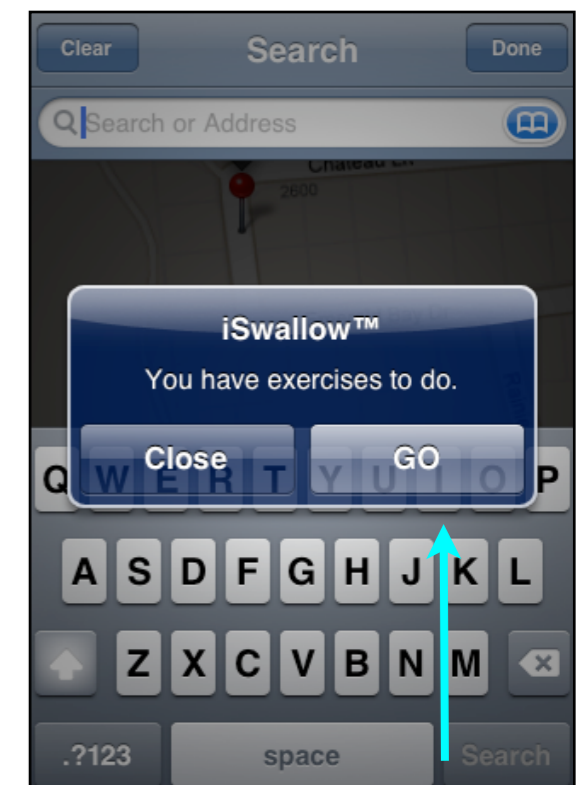 Clear Search Done
Search or Address
Chateau Ln
2600
iSwallow™
You have exercises to do.
Close GO
Q W E R T Y U I O P
A S D F G H J K L
Z X C V B N M
.?123 space Search